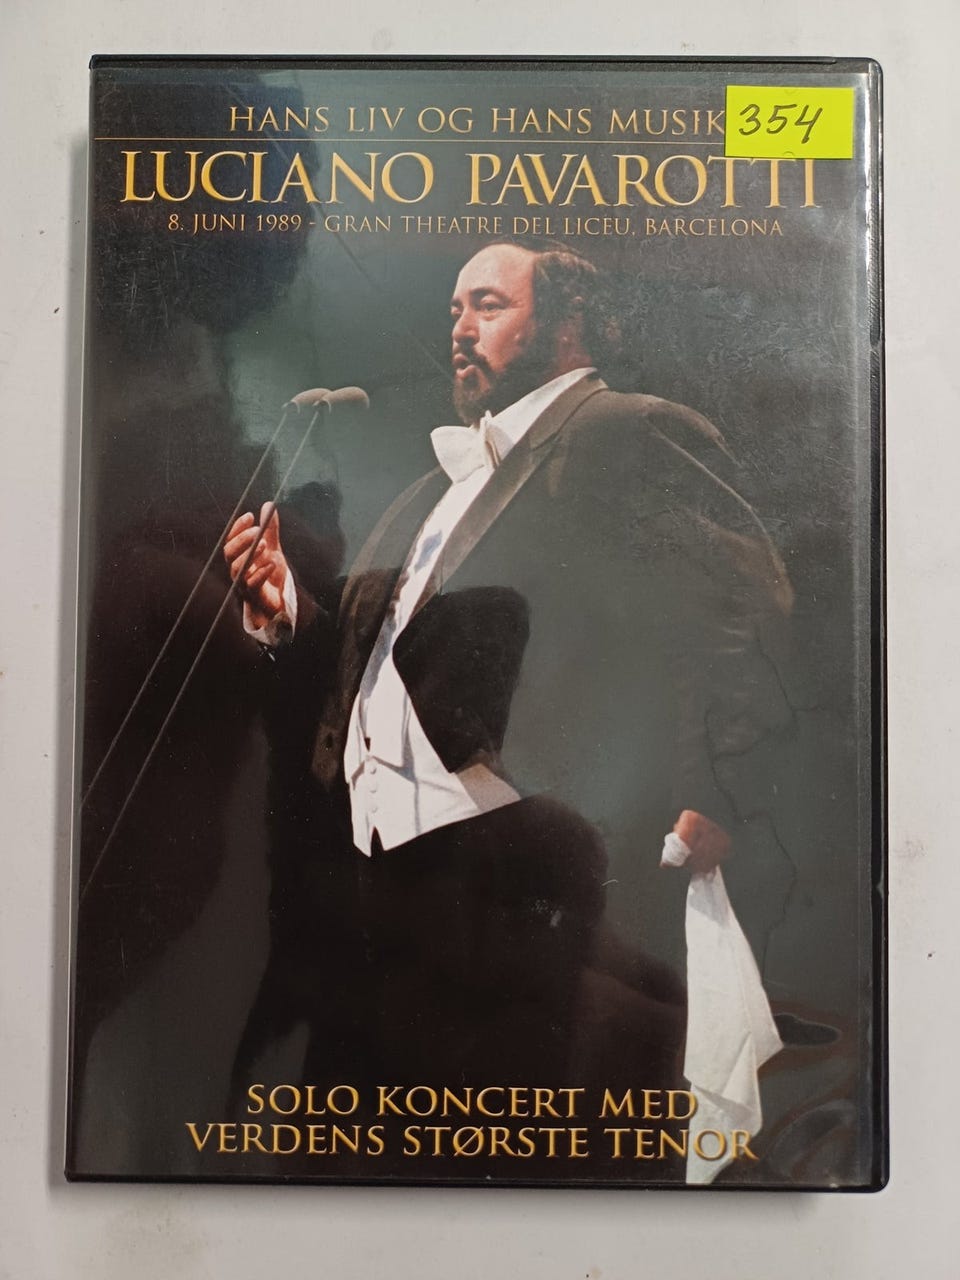 HANS LIV OG HANS MUSIK
354
LUCIANO PAVAROTTI
8. JUNI 1989 - GRAN THEATRE DEL LICEU, BARCELONA
SOLO KONCERT MED
VERDENS STØRSTE TENOR